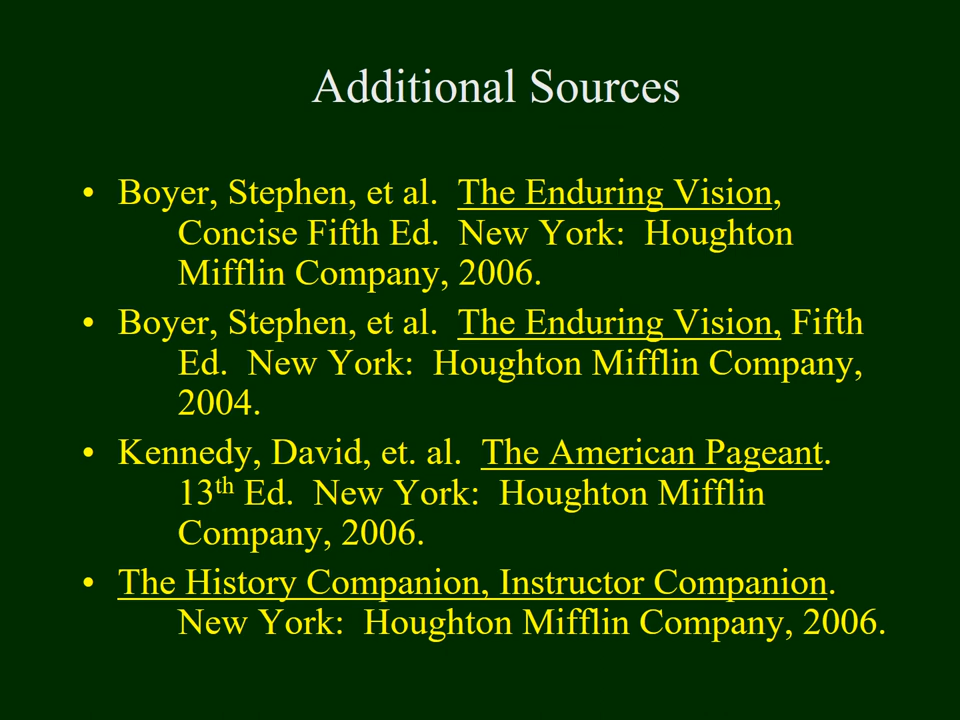 Additional Sources
• Boyer, Stephen, et al.  The Enduring Vision,
Concise Fifth Ed.  New York:  Houghton
Mifflin Company, 2006.
• Boyer, Stephen, et al.  The Enduring Vision, Fifth
Ed.  New York:  Houghton Mifflin Company,
2004.
• Kennedy, David, et. al.  The American Pageant.
13th Ed.  New York:  Houghton Mifflin
Company, 2006.
• The History Companion, Instructor Companion.
New York:  Houghton Mifflin Company, 2006.